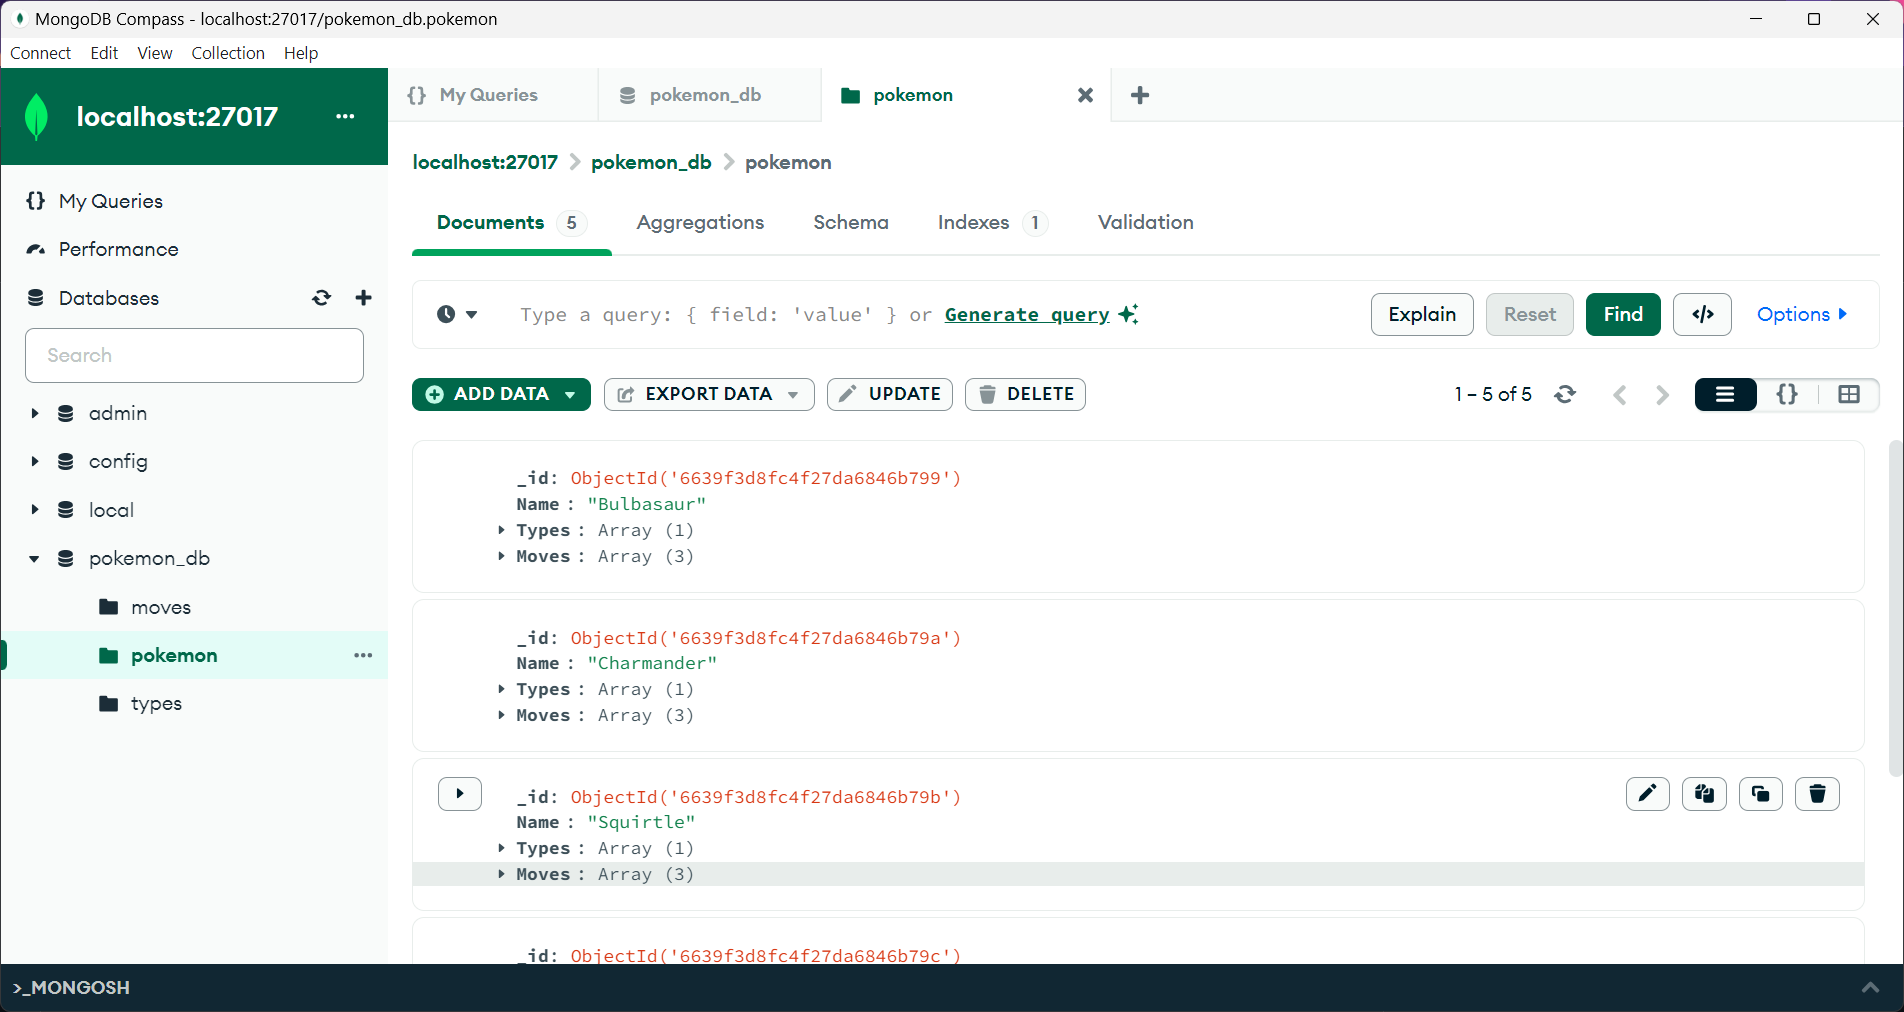 MongoDB Compass - localhost:27017/pokemon_db.pokemon
Connect Edit View Collection Help
localhost:27017 ...
{} My Queries
Performance
Databases
Search
admin
config
local
pokemon_db
moves
pokemon ...
types
{} My Queries pokemon_db pokemon
localhost:27017 > pokemon_db > pokemon
Documents 5 Aggregations Schema Indexes 1 Validation
Type a query: { field: 'value' } or Generate query Explain Reset Find </> Options
ADD DATA EXPORT DATA UPDATE DELETE 1 – 5 of 5 {}
_id: ObjectId('6639f3d8fc4f27da6846b799')
Name : "Bulbasaur"
Types : Array (1)
Moves : Array (3)
_id: ObjectId('6639f3d8fc4f27da6846b79a')
Name : "Charmander"
Types : Array (1)
Moves : Array (3)
_id: ObjectId('6639f3d8fc4f27da6846b79b')
Name : "Squirtle"
Types : Array (1)
Moves : Array (3)
_id: ObjectId('6639f3d8fc4f27da6846b79c')
>_MONGOSH